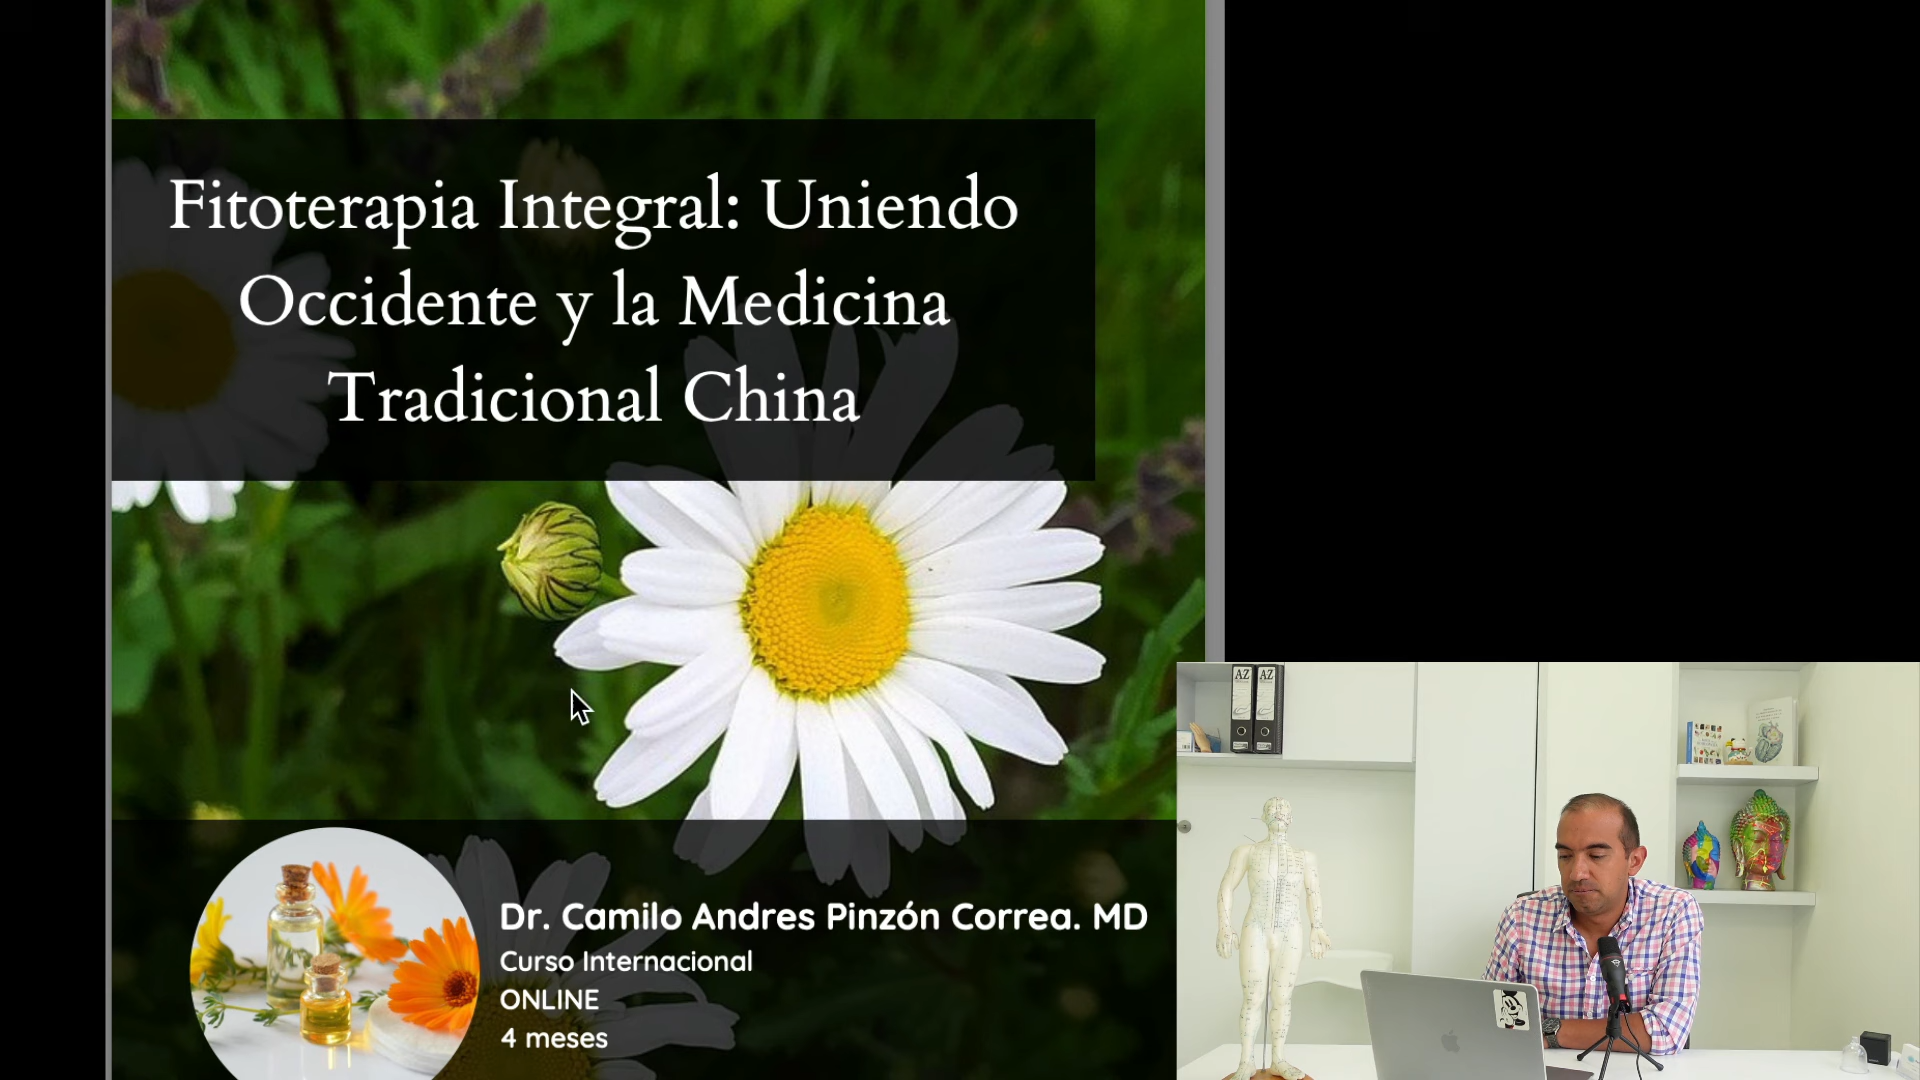 Fitoterapia Integral: Uniendo
Occidente y la Medicina
Tradicional China
Dr. Camilo Andres Pinzón Correa. MD
Curso Internacional
ONLINE
4 meses
AZ
AZ